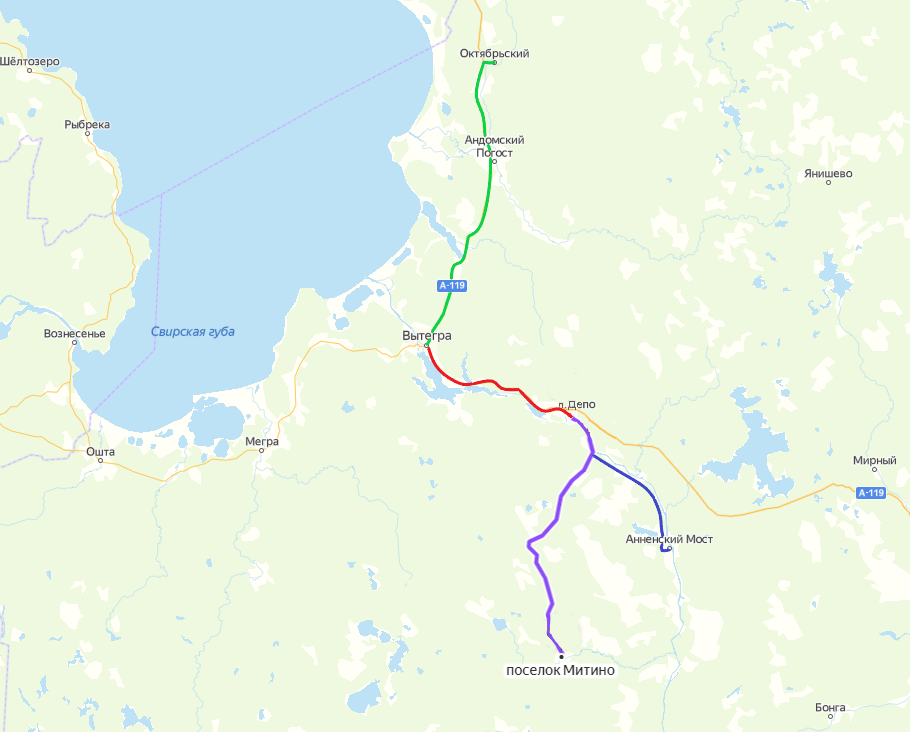 Октябрьский
Шёлтозеро
Рыбрека
Андомский
Погост
Янишево
А-119
Вытегра
Свирская губа
Вознесенье
д.Депо
Мегра
Ошта
Мирный
А-119
Анненский Мост
поселок Митино
Бонга